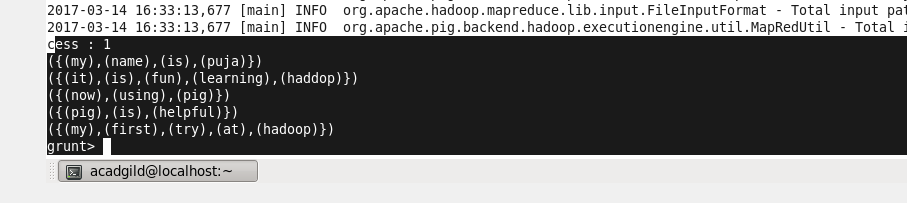 2017-03-14 16:33:13,677 [main] INFO  org.apache.hadoop.mapreduce.lib.input.FileInputFormat - Total input pat
2017-03-14 16:33:13,677 [main] INFO  org.apache.pig.backend.hadoop.executionengine.util.MapRedUtil - Total i
cess : 1
({(my),(name),(is),(puja)})
({(it),(is),(fun),(learning),(haddop)})
({(now),(using),(pig)})
({(pig),(is),(helpful)})
({(my),(first),(try),(at),(hadoop)})
grunt>
acadgild@localhost:~